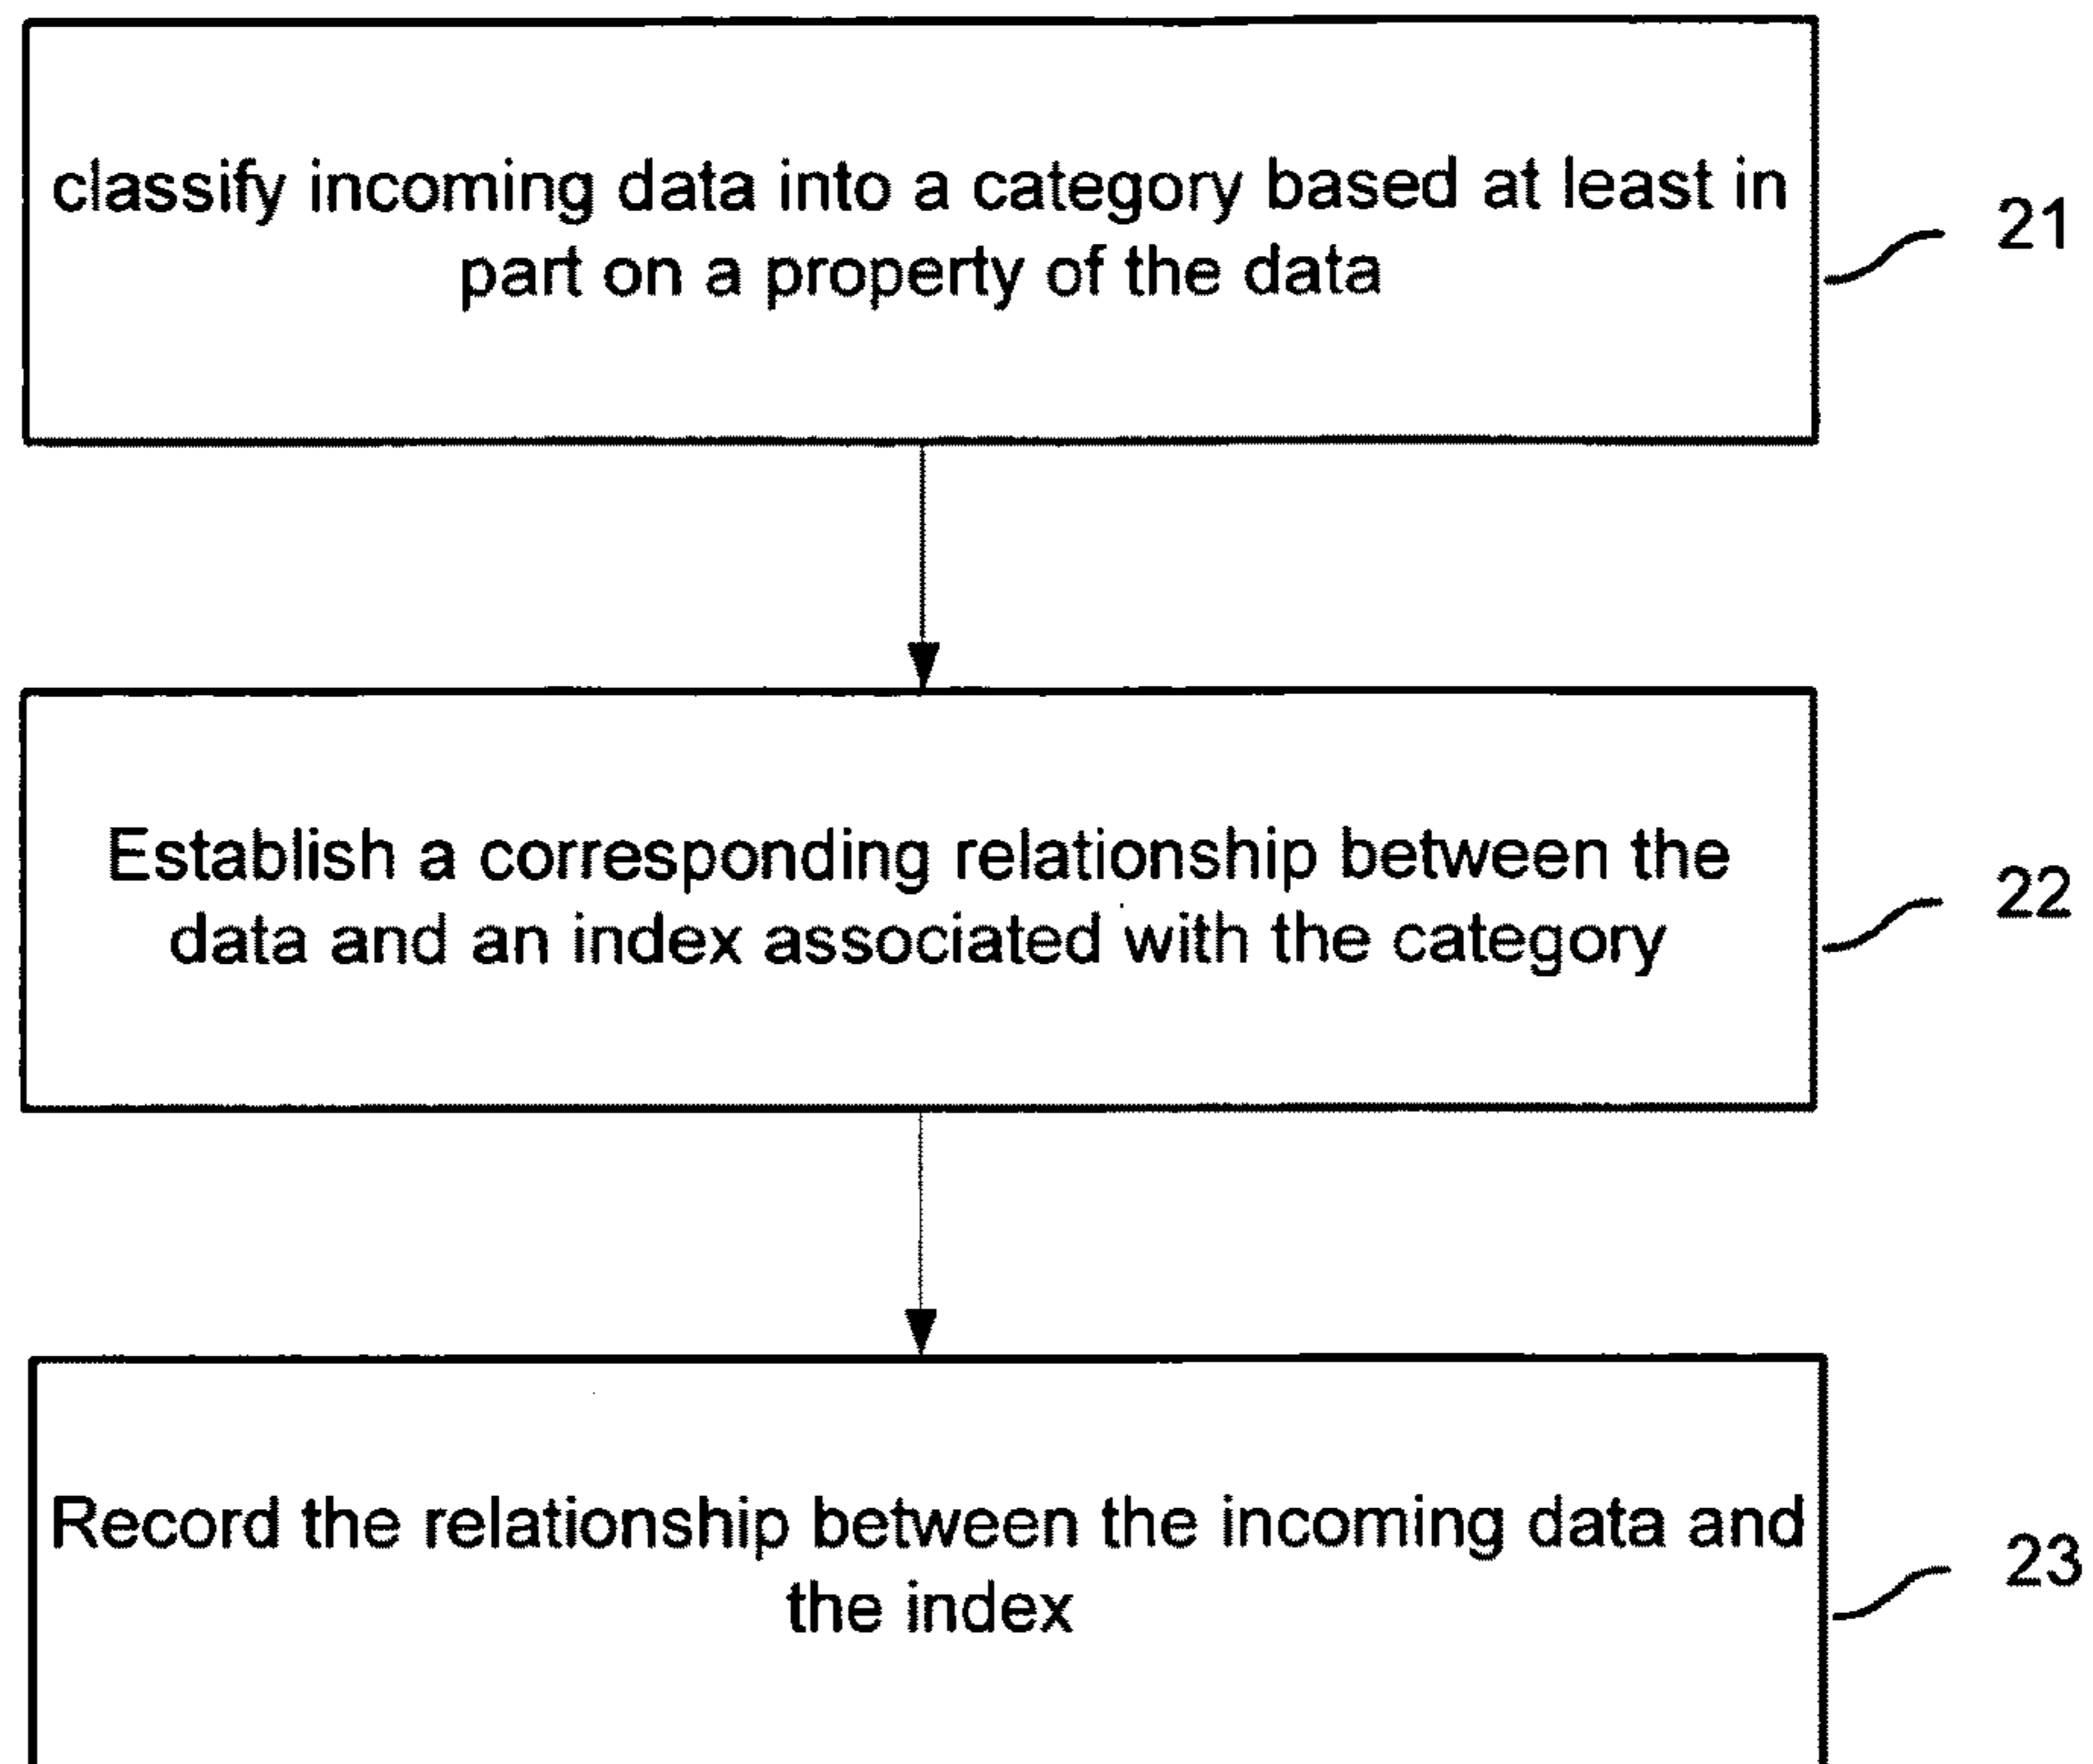 classify incoming data into a category based at least in
part on a property of the data
21
Establish a corresponding relationship between the
data and an index associated with the category
22
Record the relationship between the incoming data and
the index
23